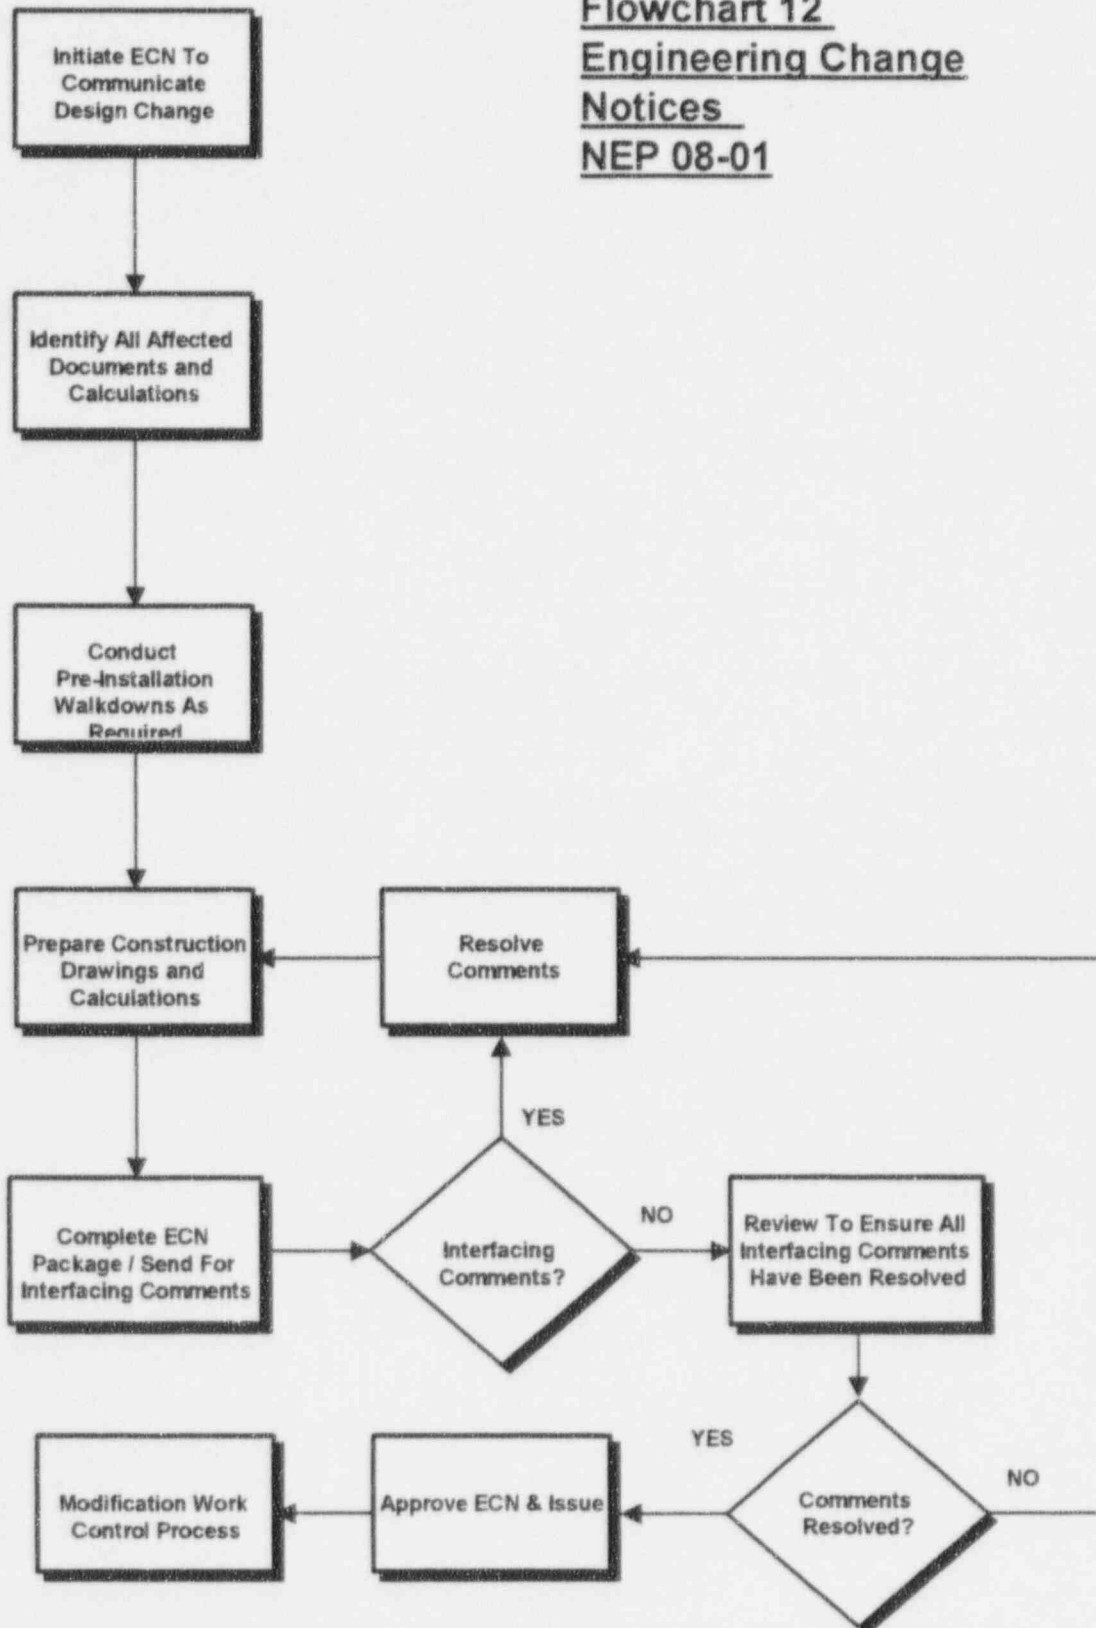 Flowchart 12
Engineering Change
Notices
NEP 08-01
Initiate ECN To
Communicate
Design Change
Identify All Affected
Documents and
Calculations
Conduct
Pre-Installation
Walkdowns As
Required
Prepare Construction
Drawings and
Calculations
Resolve
Comments
YES
Complete ECN
Package / Send For
Interfacing Comments
Interfacing
Comments?
NO
Review To Ensure All
Interfacing Comments
Have Been Resolved
YES
NO
Modification Work
Control Process
Approve ECN & Issue
Comments
Resolved?